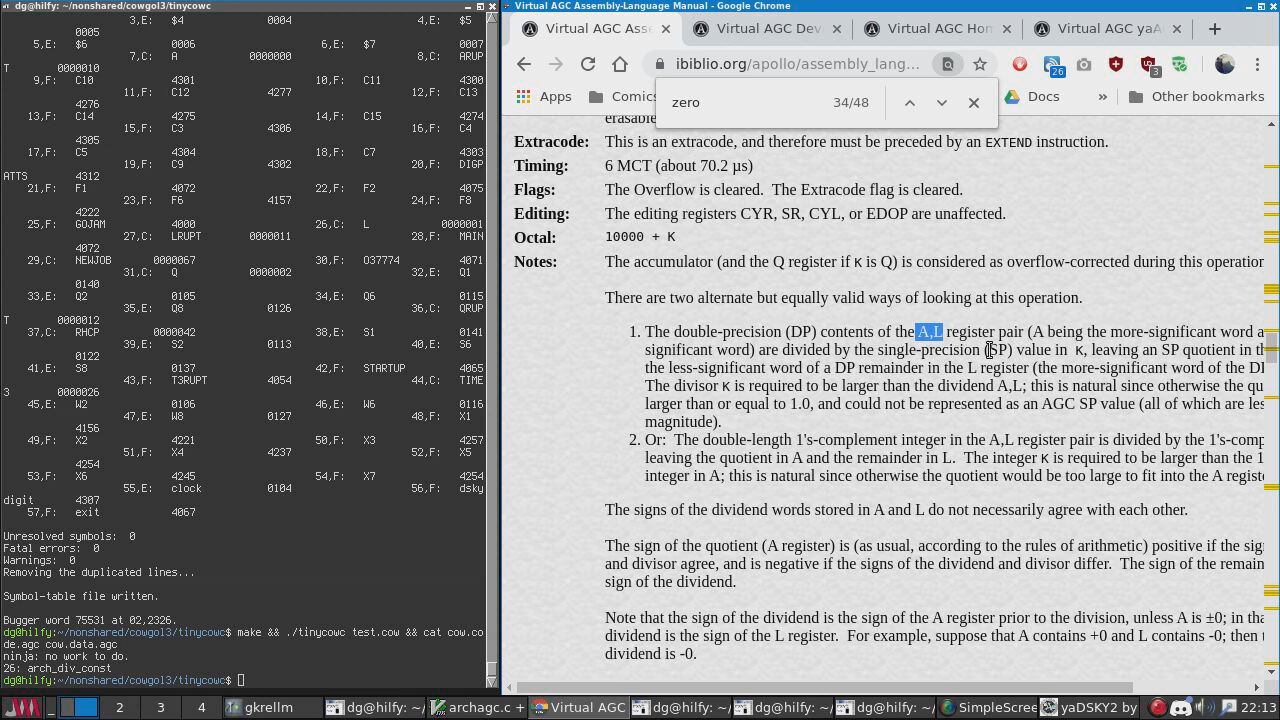 dg@hilfy: ~/nonshared/cowgol3/tinycowc
3,E: $4 0004 4,E: $5
0005
5,E: $6 0006 6,E: $7 0007
7,C: A 0000000 8,C: ARUP
T 0000010
9,F: C10 4301 10,F: C11 4300
11,F: C12 4277 12,F: C13
4276
13,F: C14 4275 14,F: C15 4274
15,F: C3 4306 16,F: C4
4305
17,F: C5 4304 18,F: C7 4303
19,F: C9 4302 20,F: DIGP
ATTS 4312
21,F: F1 4072 22,F: F2 4075
23,F: F6 4157 24,F: F8
4222
25,F: GOJAM 4000 26,C: L 0000001
27,C: LRUPT 0000011 28,F: MAIN
4072
29,C: NEWJOB 0000067 30,F: O37774 4071
31,C: Q 0000002 32,E: Q1
0140
33,E: Q2 0105 34,E: Q6 0115
35,E: Q8 0126 36,C: QRUP
T 0000012
37,C: RHCP 0000042 38,E: S1 0141
39,E: S2 0113 40,E: S6
0122
41,E: S8 0137 42,F: STARTUP 4065
43,F: T3RUPT 4054 44,C: TIME
3 0000026
45,E: W2 0106 46,E: W6 0116
47,E: W8 0127 48,F: X1
4156
49,F: X2 4221 50,F: X3 4257
51,F: X4 4237 52,F: X5
4254
53,F: X6 4245 54,F: X7 4254
55,E: clock 0104 56,F: dsky
digit 4307
57,F: exit 4067
Unresolved symbols: 0
Fatal errors: 0
Warnings: 0
Removing the duplicated lines...
Symbol-table file written.
Bugger word 75531 at 02,2326.
dg@hilfy:~/nonshared/cowgol3/tinycowc$ make && ./tinycowc test.cow && cat cow.co
de.agc cow.data.agc
ninja: no work to do.
26: arch_div_const
dg@hilfy:~/nonshared/cowgol3/tinycowc$
Virtual AGC Assembly-Language Manual - Google Chrome
Virtual AGC Asse
Virtual AGC Dev
Virtual AGC Hon
Virtual AGC yaA
ibiblio.org/apollo/assembly_lang...
26
3
Apps
Comics
Docs
»
Other bookmarks
zero 34/48
erasable
Extracode: This is an extracode, and therefore must be preceded by an EXTEND instruction.
Timing: 6 MCT (about 70.2 µs)
Flags: The Overflow is cleared. The Extracode flag is cleared.
Editing: The editing registers CYR, SR, CYL, or EDOP are unaffected.
Octal: 10000 + K
Notes: The accumulator (and the Q register if K is Q) is considered as overflow-corrected during this operation
There are two alternate but equally valid ways of looking at this operation.
1. The double-precision (DP) contents of the A,L register pair (A being the more-significant word a
significant word) are divided by the single-precision (SP) value in K, leaving an SP quotient in th
the less-significant word of a DP remainder in the L register (the more-significant word of the DI
The divisor K is required to be larger than the dividend A,L; this is natural since otherwise the qu
larger than or equal to 1.0, and could not be represented as an AGC SP value (all of which are les
magnitude).
2. Or: The double-length 1's-complement integer in the A,L register pair is divided by the 1's-comp
leaving the quotient in A and the remainder in L. The integer K is required to be larger than the 1
integer in A; this is natural since otherwise the quotient would be too large to fit into the A registe
The signs of the dividend words stored in A and L do not necessarily agree with each other.
The sign of the quotient (A register) is (as usual, according to the rules of arithmetic) positive if the sig
and divisor agree, and is negative if the signs of the dividend and divisor differ. The sign of the remain
sign of the dividend.
Note that the sign of the dividend is the sign of the A register prior to the division, unless A is ±0; in tha
dividend is the sign of the L register. For example, suppose that A contains +0 and L contains -0; then t
dividend is -0.
2
3
4
gkrellm
dg@hilfy: ~/
archagc.c +
Virtual AGC
dg@hilfy: ~/
dg@hilfy: ~/
dg@hilfy: ~/
SimpleScree
yaDSKY2 by
22:13